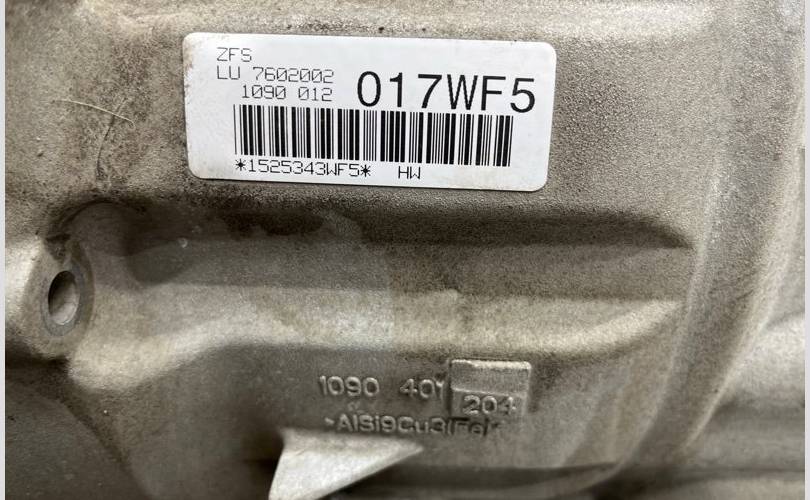 ZFS
LU 7602002
1090 012 017WF5
*1525343WF5* HW
1090 401
204
>AlSi9Cu3(Fe)<